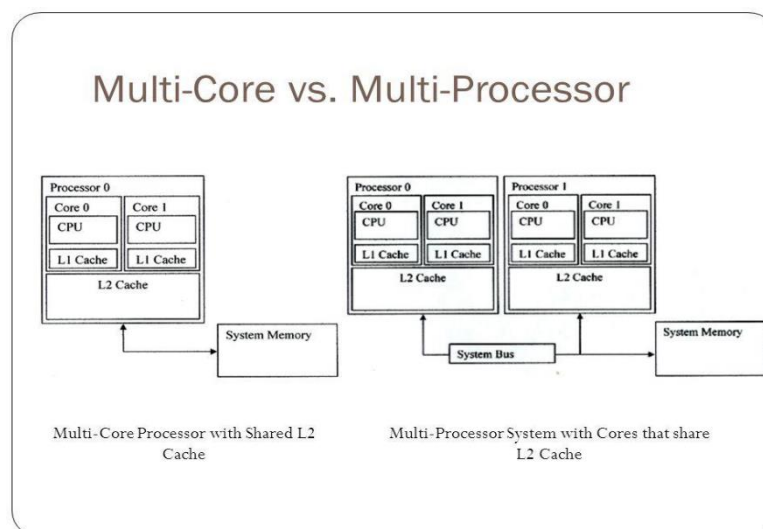 Multi-Core vs. Multi-Processor
Processor 0
Core 0
CPU
L1 Cache
Core 1
CPU
L1 Cache
L2 Cache
System Memory
Multi-Core Processor with Shared L2
Cache
Processor 0
Core 0
CPU
L1 Cache
Core 1
CPU
L1 Cache
L2 Cache
Processor 1
Core 0
CPU
L1 Cache
Core 1
CPU
L1 Cache
L2 Cache
System Bus
System Memory
Multi-Processor System with Cores that share
L2 Cache